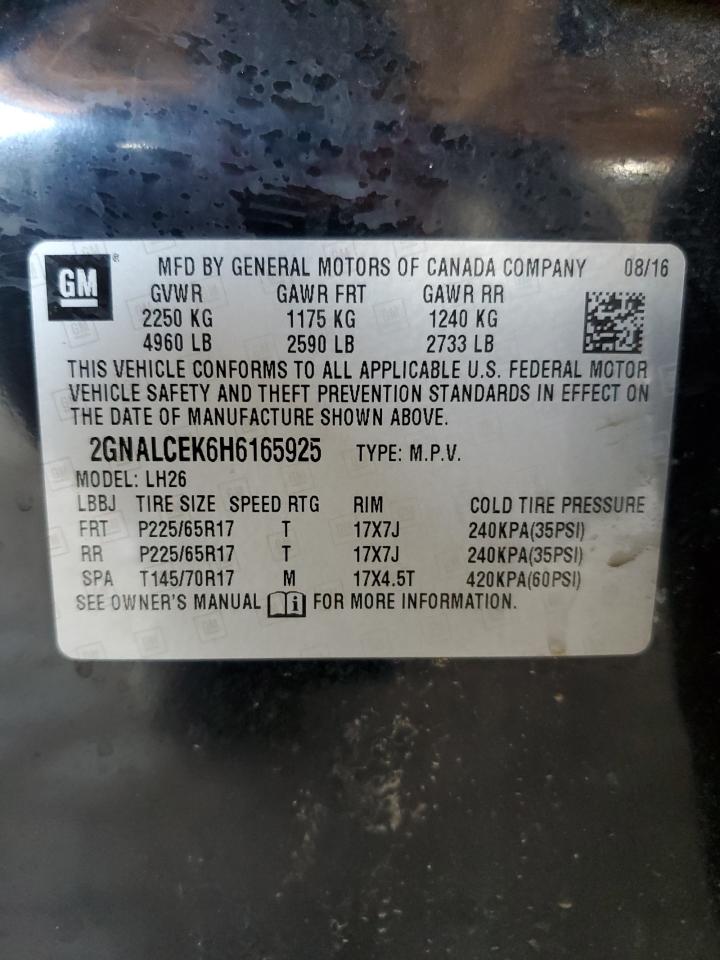 GM ® MFD BY GENERAL MOTORS OF CANADA COMPANY 08/16
GVWR GAWR FRT GAWR RR
2250 KG 1175 KG 1240 KG
4960 LB 2590 LB 2733 LB
THIS VEHICLE CONFORMS TO ALL APPLICABLE U.S. FEDERAL MOTOR
VEHICLE SAFETY AND THEFT PREVENTION STANDARDS IN EFFECT ON
THE DATE OF MANUFACTURE SHOWN ABOVE.
2GNALCEK6H6165925 TYPE: M.P.V.
MODEL: LH26
LBBJ TIRE SIZE SPEED RTG RIM COLD TIRE PRESSURE
FRT P225/65R17 T 17X7J 240KPA(35PSI)
RR P225/65R17 T 17X7J 240KPA(35PSI)
SPA T145/70R17 M 17X4.5T 420KPA(60PSI)
SEE OWNER'S MANUAL i FOR MORE INFORMATION.